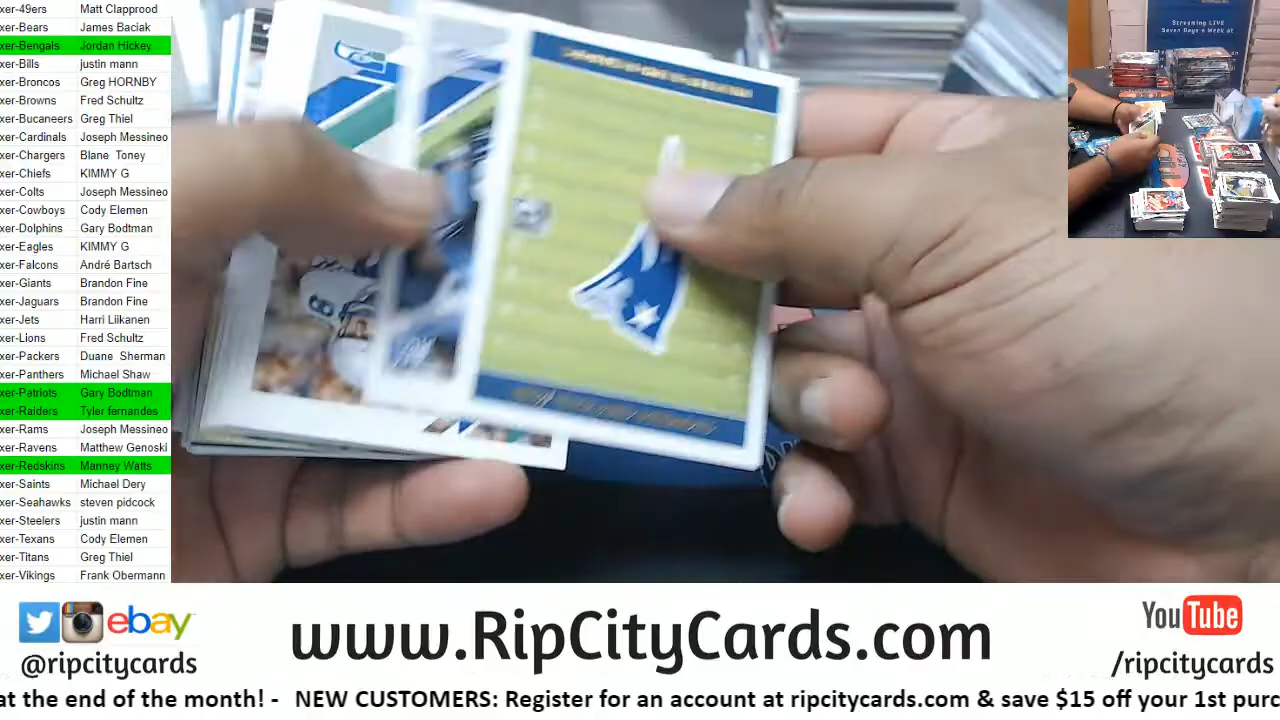 xer-49ers Matt Clapprood
xer-Bears James Baciak
xer-Bengals Jordan Hickey
xer-Bills justin mann
xer-Broncos Greg HORNBY
xer-Browns Fred Schultz
xer-Bucaneers Greg Thiel
xer-Cardinals Joseph Messineo
xer-Chargers Blane Toney
xer-Chiefs KIMMY G
xer-Colts Joseph Messineo
xer-Cowboys Cody Elemen
xer-Dolphins Gary Bodtman
xer-Eagles KIMMY G
xer-Falcons André Bartsch
xer-Giants Brandon Fine
xer-Jaguars Brandon Fine
xer-Jets Harri Liikanen
xer-Lions Fred Schultz
xer-Packers Duane Sherman
xer-Panthers Michael Shaw
xer-Patriots Gary Bodtman
xer-Raiders Tyler fernandes
xer-Rams Joseph Messineo
xer-Ravens Matthew Genoski
xer-Redskins Manney Watts
xer-Saints Michael Dery
xer-Seahawks steven pidcock
xer-Steelers justin mann
xer-Texans Cody Elemen
xer-Titans Greg Thiel
xer-Vikings Frank Obermann
Streaming LIVE
Seven Days a Week at
ebay
@ripcitycards
www.RipCityCards.com
YouTube
/ripcitycards
at the end of the month! - NEW CUSTOMERS: Register for an account at ripcitycards.com & save $15 off your 1st purc